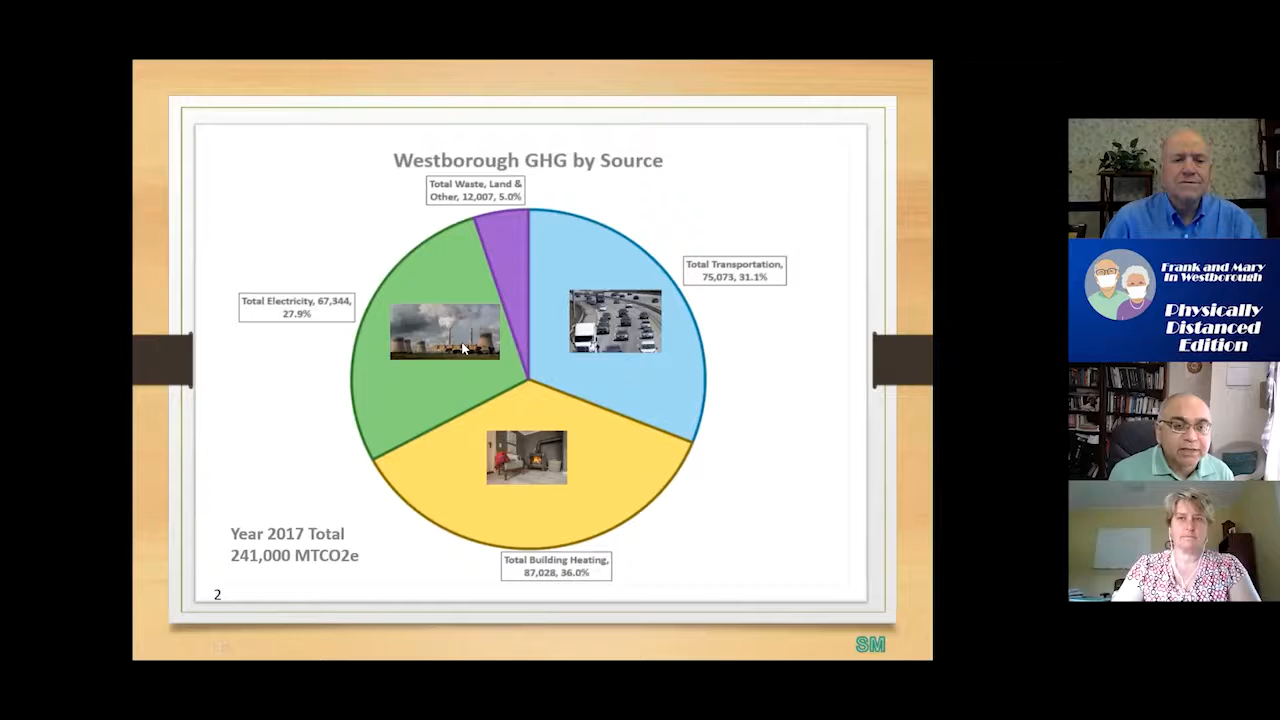 Westborough GHG by Source
Total Waste, Land &
Other, 12,007, 5.0%
Total Transportation,
75,073, 31.1%
Total Electricity, 67,344,
27.9%
Total Building Heating,
87,028, 36.0%
Year 2017 Total
241,000 MTCO2e
2
SM
Frank and Mary
In Westborough
Physically
Distanced
Edition